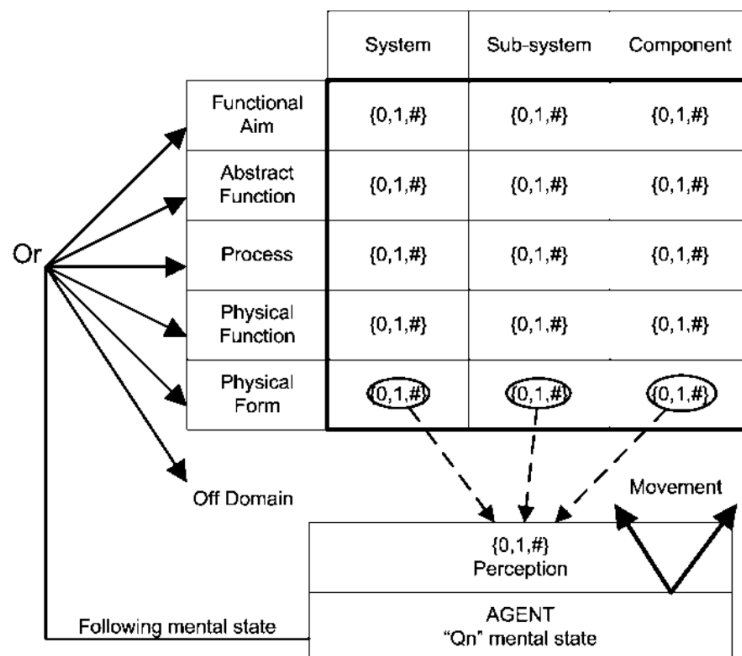 System Sub-system Component
Functional
Aim
{0,1,#} {0,1,#} {0,1,#}
Abstract
Function
{0,1,#} {0,1,#} {0,1,#}
Or
Process
{0,1,#} {0,1,#} {0,1,#}
Physical
Function
{0,1,#} {0,1,#} {0,1,#}
Physical
Form
{0,1,#} {0,1,#} {0,1,#}
Off Domain
Movement
{0,1,#}
Perception
Following mental state
AGENT
“Qn” mental state